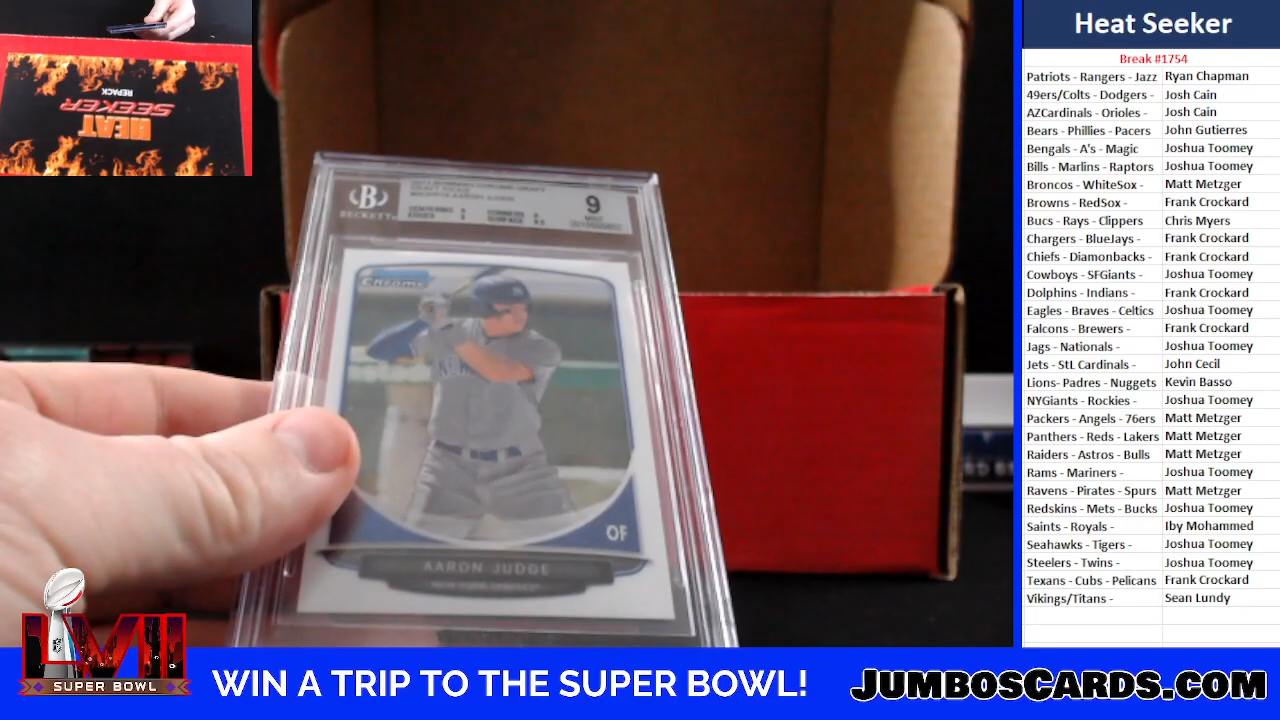 HEAT
SEEKER
REPACK
BECKETT
9
MINT
CENTERING
CORNERS
EDGES
SURFACE
Chrome
OF
AARON JUDGE
Heat Seeker
Break #1754
Patriots - Rangers - Jazz Ryan Chapman
49ers/Colts - Dodgers - Josh Cain
AZCardinals - Orioles - Josh Cain
Bears - Phillies - Pacers John Gutierres
Bengals - A's - Magic Joshua Toomey
Bills - Marlins - Raptors Joshua Toomey
Broncos - WhiteSox - Matt Metzger
Browns - RedSox - Frank Crockard
Bucs - Rays - Clippers Chris Myers
Chargers - BlueJays - Frank Crockard
Chiefs - Diamonbacks - Frank Crockard
Cowboys - SFGiants - Joshua Toomey
Dolphins - Indians - Frank Crockard
Eagles - Braves - Celtics Joshua Toomey
Falcons - Brewers - Frank Crockard
Jags - Nationals - Joshua Toomey
Jets - StL Cardinals - John Cecil
Lions- Padres - Nuggets Kevin Basso
NYGiants - Rockies - Joshua Toomey
Packers - Angels - 76ers Matt Metzger
Panthers - Reds - Lakers Matt Metzger
Raiders - Astros - Bulls Matt Metzger
Rams - Mariners - Joshua Toomey
Ravens - Pirates - Spurs Matt Metzger
Redskins - Mets - Bucks Joshua Toomey
Saints - Royals - Iby Mohammed
Seahawks - Tigers - Joshua Toomey
Steelers - Twins - Joshua Toomey
Texans - Cubs - Pelicans Frank Crockard
Vikings/Titans - Sean Lundy
LVII
SUPER BOWL
WIN A TRIP TO THE SUPER BOWL!
JUMBOSCARDS.COM